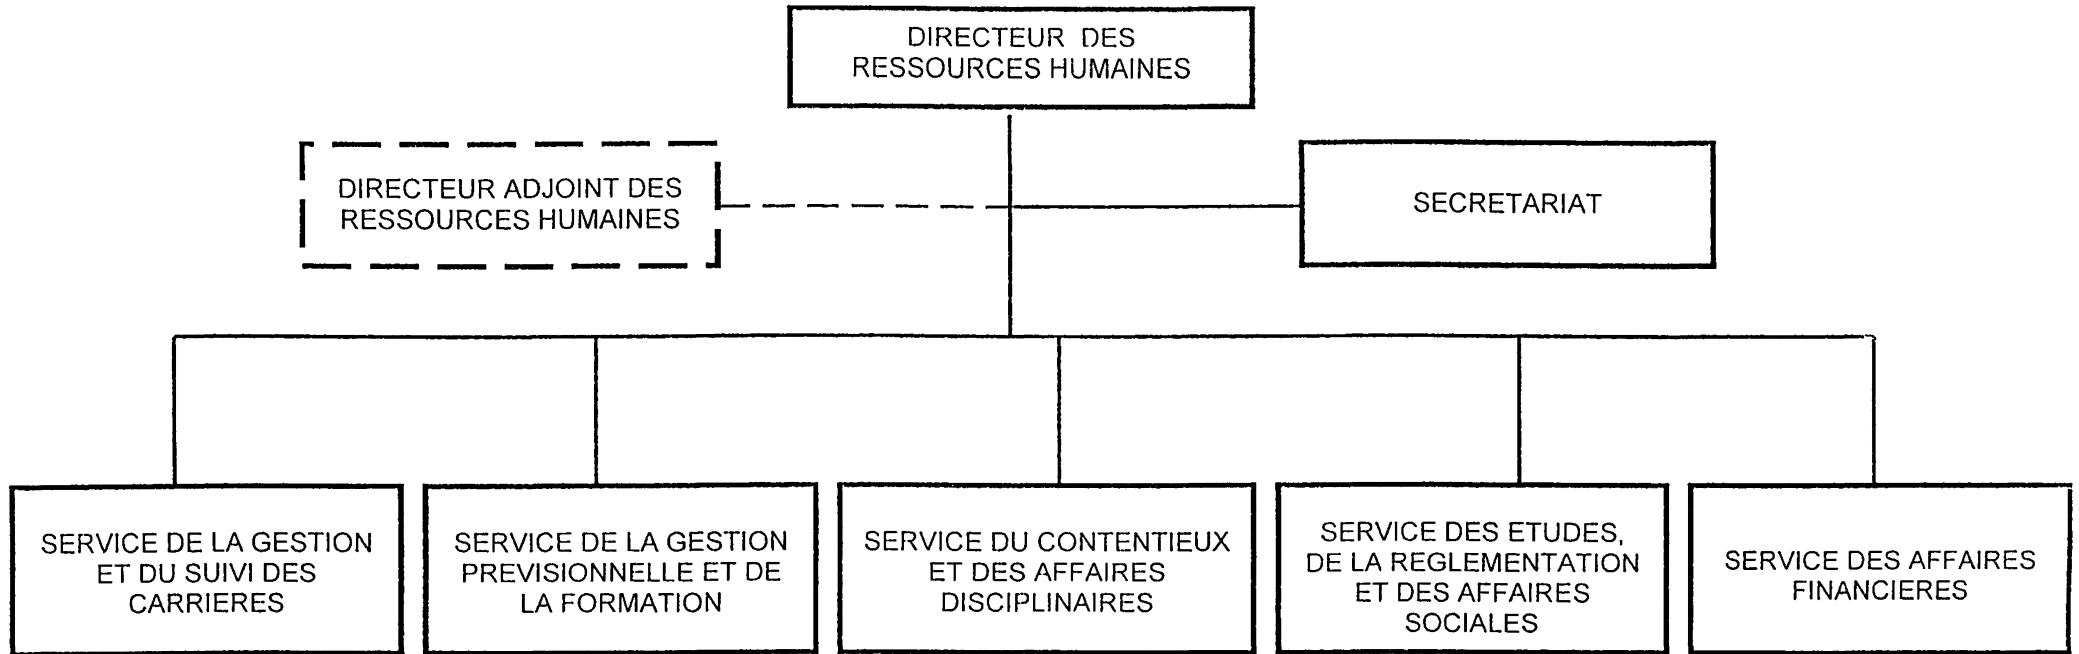 DIRECTEUR DES
RESSOURCES HUMAINES
DIRECTEUR ADJOINT DES
RESSOURCES HUMAINES
SECRETARIAT
SERVICE DE LA GESTION
ET DU SUIVI DES
CARRIERES
SERVICE DE LA GESTION
PREVISIONNELLE ET DE
LA FORMATION
SERVICE DU CONTENTIEUX
ET DES AFFAIRES
DISCIPLINAIRES
SERVICE DES ETUDES,
DE LA REGLEMENTATION
ET DES AFFAIRES
SOCIALES
SERVICE DES AFFAIRES
FINANCIERES